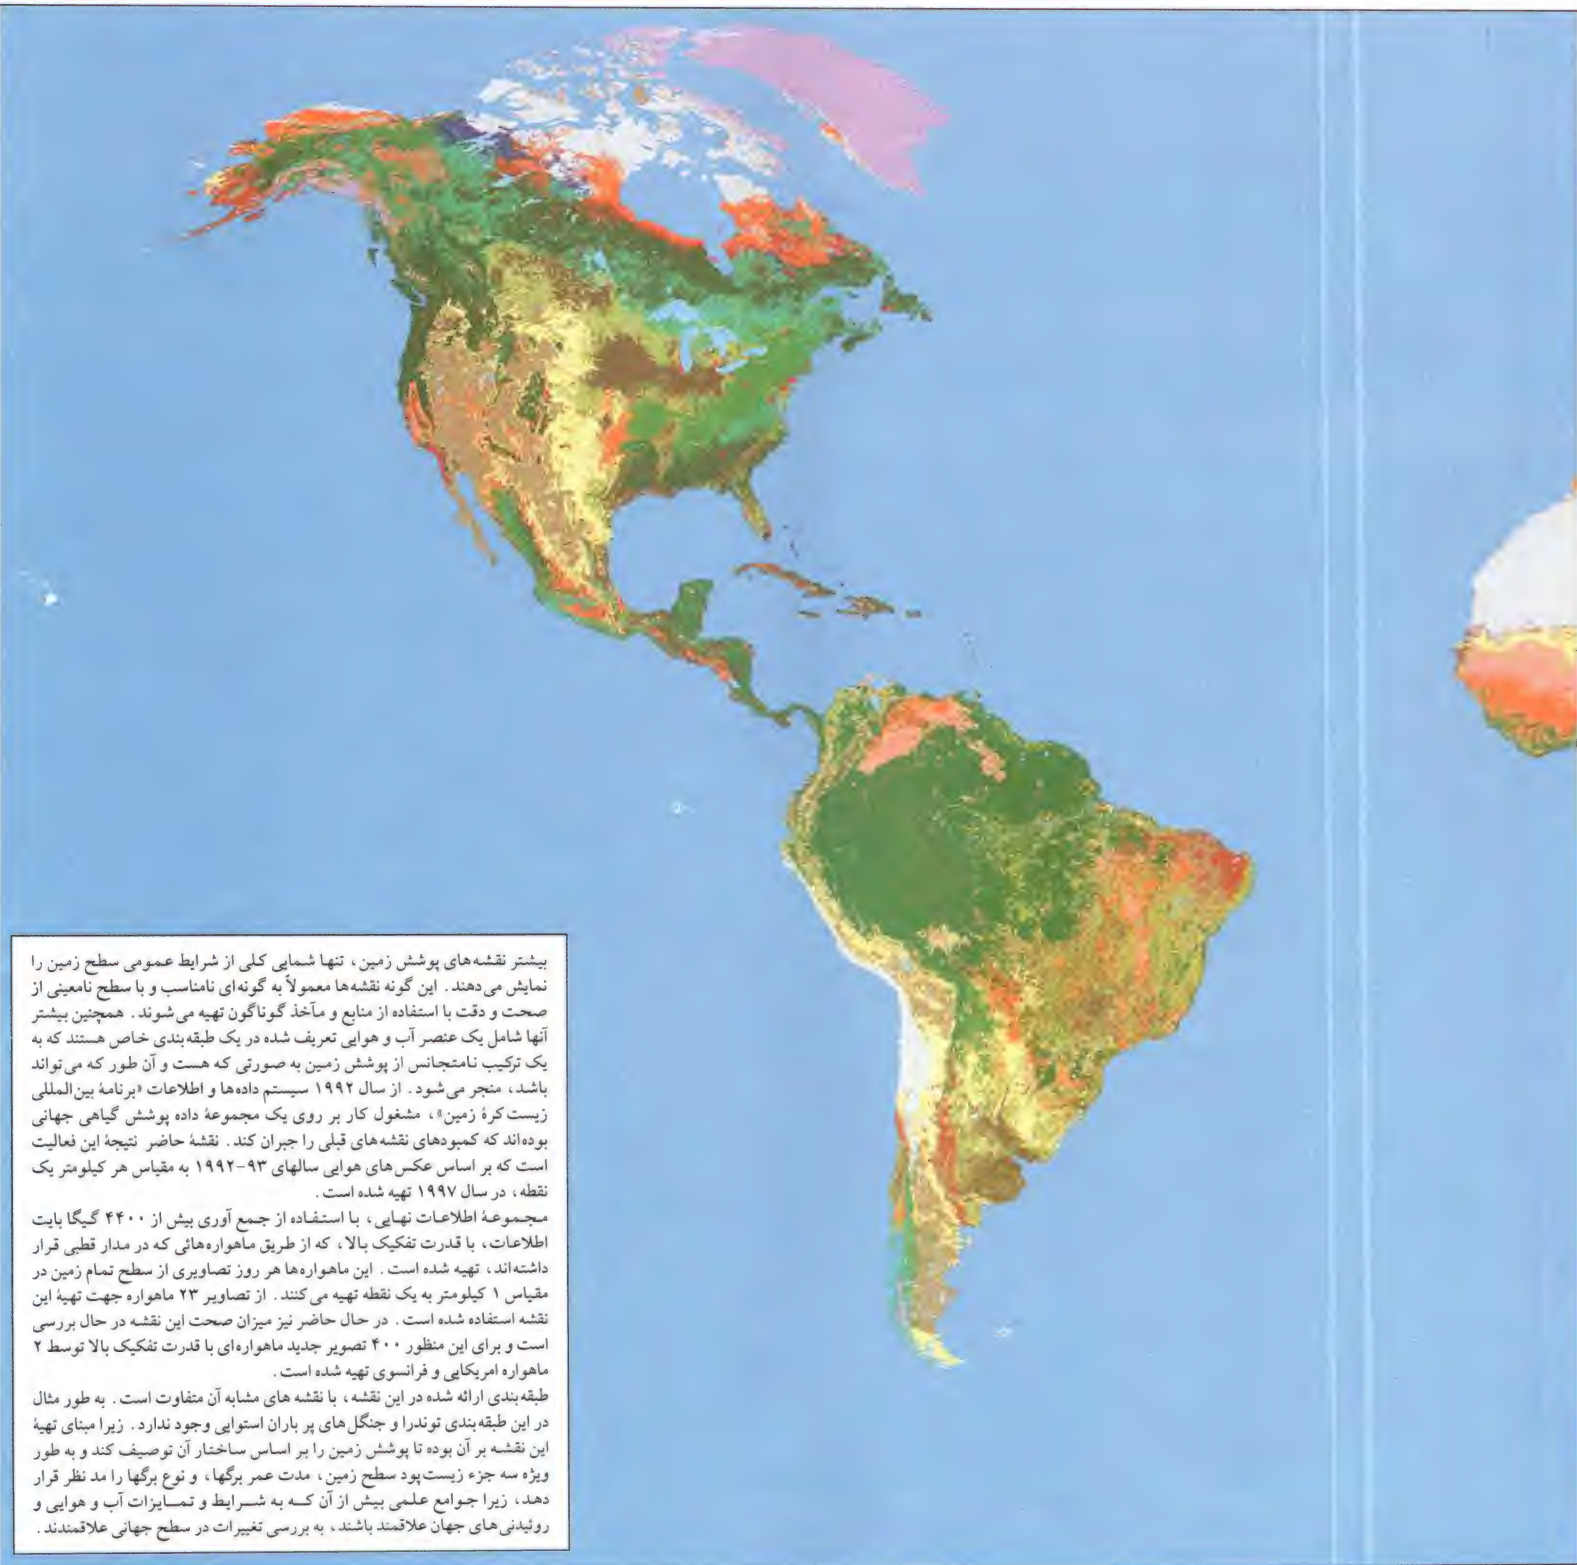 بیشتر نقشه‌های پوشش زمین، تنها شمایی کلی از شرایط عمومی سطح زمین را
نمایش می‌دهند. این گونه نقشه‌ها معمولاً به گونه‌ای نامناسب و با سطح نامعینی از
صحت و دقت با استفاده از منابع و مآخذ گوناگون تهیه می‌شوند. همچنین بیشتر
آنها شامل یک عنصر آب و هوایی تعریف شده در یک طبقه‌بندی خاص هستند که به
یک ترکیب نامتجانس از پوشش زمین به صورتی که هست و آن طور که می‌تواند
باشد، منجر می‌شود. از سال ۱۹۹۲ سیستم داده‌ها و اطلاعات «برنامهٔ بین‌المللی
زیست کرهٔ زمین»، مشغول کار بر روی یک مجموعهٔ داده پوشش گیاهی جهانی
بوده‌اند که کمبودهای نقشه‌های قبلی را جبران کند. نقشهٔ حاضر نتیجهٔ این فعالیت
است که بر اساس عکس‌های هوایی سالهای ۹۳-۱۹۹۲ به مقیاس هر کیلومتر یک
نقطه، در سال ۱۹۹۷ تهیه شده است.
مجموعهٔ اطلاعات نهایی، با استفاده از جمع آوری بیش از ۴۴۰۰ گیگا بایت
اطلاعات، با قدرت تفکیک بالا، که از طریق ماهواره‌هائی که در مدار قطبی قرار
داشته‌اند، تهیه شده است. این ماهواره‌ها هر روز تصاویری از سطح تمام زمین در
مقیاس ۱ کیلومتر به یک نقطه تهیه می‌کنند. از تصاویر ۲۳ ماهواره جهت تهیهٔ این
نقشه استفاده شده است. در حال حاضر نیز میزان صحت این نقشه در حال بررسی
است و برای این منظور ۴۰۰ تصویر جدید ماهواره‌ای با قدرت تفکیک بالا توسط ۲
ماهواره امریکایی و فرانسوی تهیه شده است.
طبقه‌بندی ارائه شده در این نقشه، با نقشه های مشابه آن متفاوت است. به طور مثال
در این طبقه‌بندی توندرا و جنگل های پر باران استوایی وجود ندارد. زیرا مبنای تهیهٔ
این نقشه بر آن بوده تا پوشش زمین را بر اساس ساختار آن توصیف کند و به طور
ویژه سه جزء زیست‌پود سطح زمین، مدت عمر برگها، و نوع برگها را مد نظر قرار
دهد، زیرا جوامع علمی بیش از آن کــه به شــرایط و تمــایزات آب و هوایی و
روئیدنی‌های جهان علاقمند باشند، به بررسی تغییرات در سطح جهانی علاقمندند.